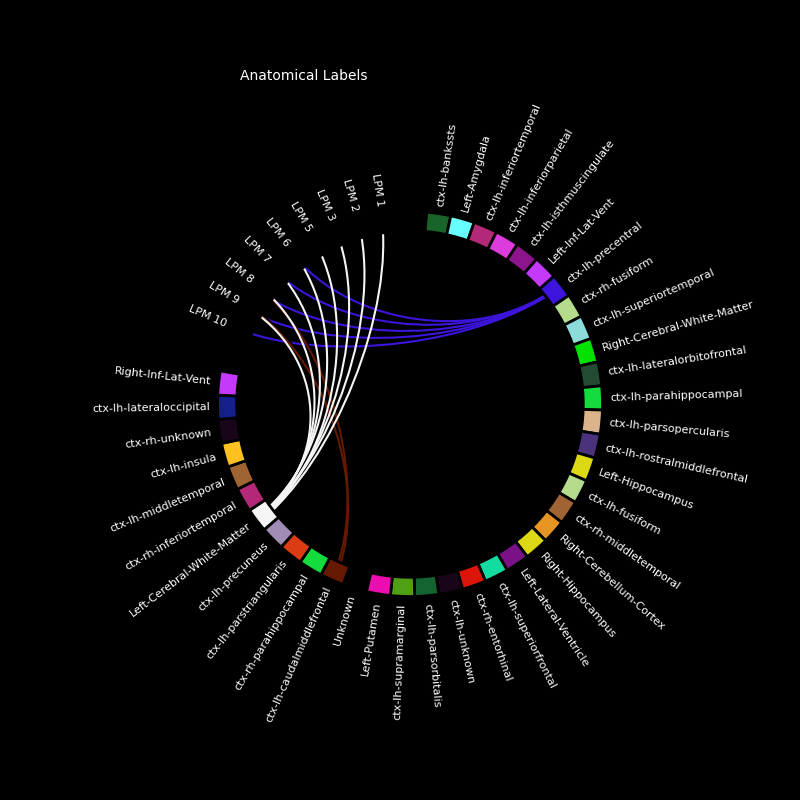 Anatomical Labels
LPM 1
LPM 2
LPM 3
LPM 5
LPM 6
LPM 7
LPM 8
LPM 9
LPM 10
ctx-lh-bankssts
Left-Amygdala
ctx-lh-inferiortemporal
ctx-lh-inferiorparietal
ctx-lh-isthmuscingulate
Left-Inf-Lat-Vent
ctx-lh-precentral
ctx-rh-fusiform
ctx-lh-superiortemporal
Right-Cerebral-White-Matter
ctx-lh-lateralorbitofrontal
ctx-lh-parahippocampal
ctx-lh-parsopercularis
ctx-lh-rostralmiddlefrontal
Left-Hippocampus
ctx-lh-fusiform
ctx-rh-middletemporal
Right-Cerebellum-Cortex
Right-Hippocampus
Left-Lateral-Ventricle
ctx-lh-superiorfrontal
ctx-rh-entorhinal
ctx-lh-unknown
ctx-lh-parsorbitalis
ctx-lh-supramarginal
Left-Putamen
Unknown
ctx-lh-caudalmiddlefrontal
ctx-rh-parahippocampal
ctx-lh-parstriangularis
ctx-lh-precuneus
Left-Cerebral-White-Matter
ctx-rh-inferiortemporal
ctx-lh-middletemporal
ctx-lh-insula
ctx-rh-unknown
ctx-lh-lateraloccipital
Right-Inf-Lat-Vent